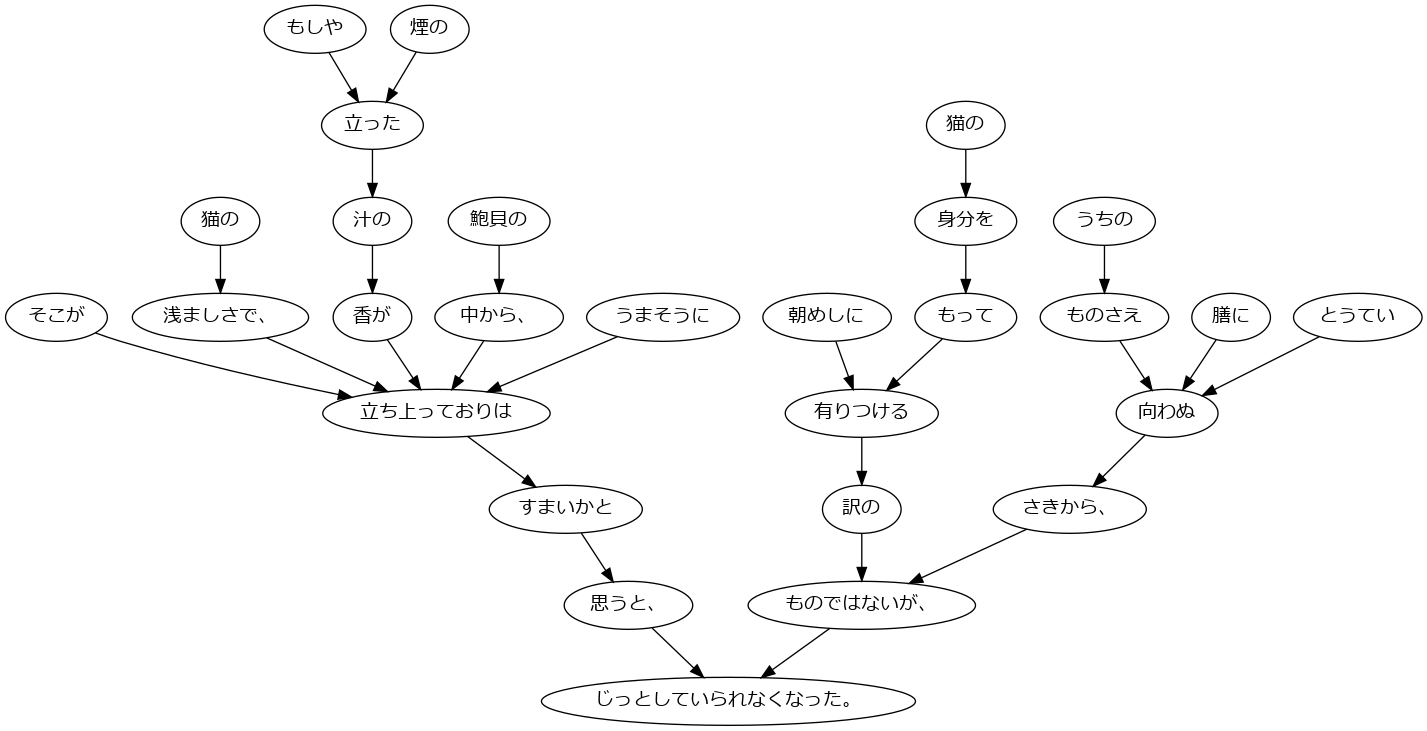 もしや
煙の
立った
猫の
猫の
汁の
鮑貝の
身分を
うちの
そこが
浅ましさで、
香が
中から、
うまそうに
朝めしに
もって
ものさえ
膳に
とうてい
立ち上っておりは
有りつける
向わぬ
すまいかと
訳の
さきから、
思うと、
ものではないが、
じっとしていられなくなった。